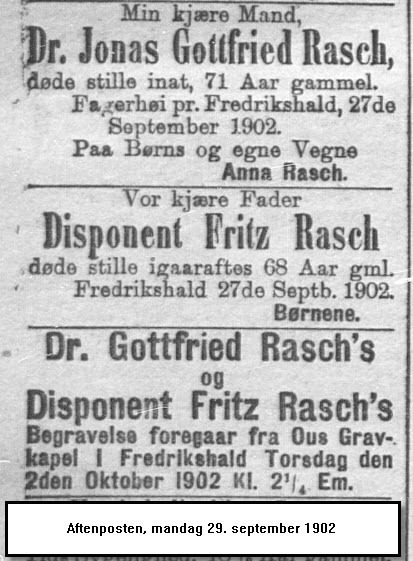 Min kjære Mand,
Dr. Jonas Gottfried Rasch,
døde stille inat, 71 Aar gammel.
Fagerhøi pr. Fredrikshald, 27de
September 1902.
Paa Børns og egne Vegne
Anna Rasch.
Vor kjære Fader
Disponent Fritz Rasch
døde stille igaaraftes 68 Aar gml.
Fredrikshald 27de Septb. 1902.
Børnene.
Dr. Gottfried Rasch's
og
Disponent Fritz Rasch's
Begravelse foregaar fra Ous Grav-
kapel i Fredrikshald Torsdag den
2den Oktober 1902 Kl. 2¼ Em.
Aftenposten, mandag 29. september 1902